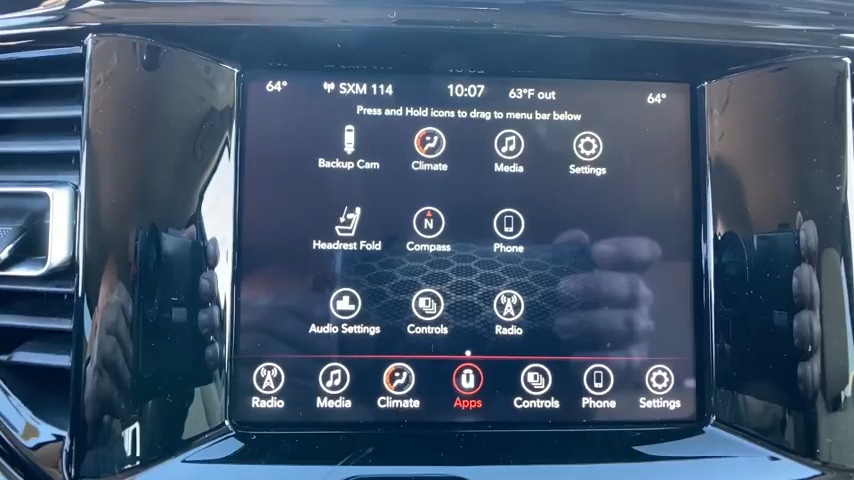 64° SXM 114 10:07 63°F out 64°
Press and Hold icons to drag to menu bar below
Backup Cam Climate Media Settings
Headrest Fold N Compass Phone
Audio Settings Controls Radio
Radio Media Climate Apps Controls Phone Settings